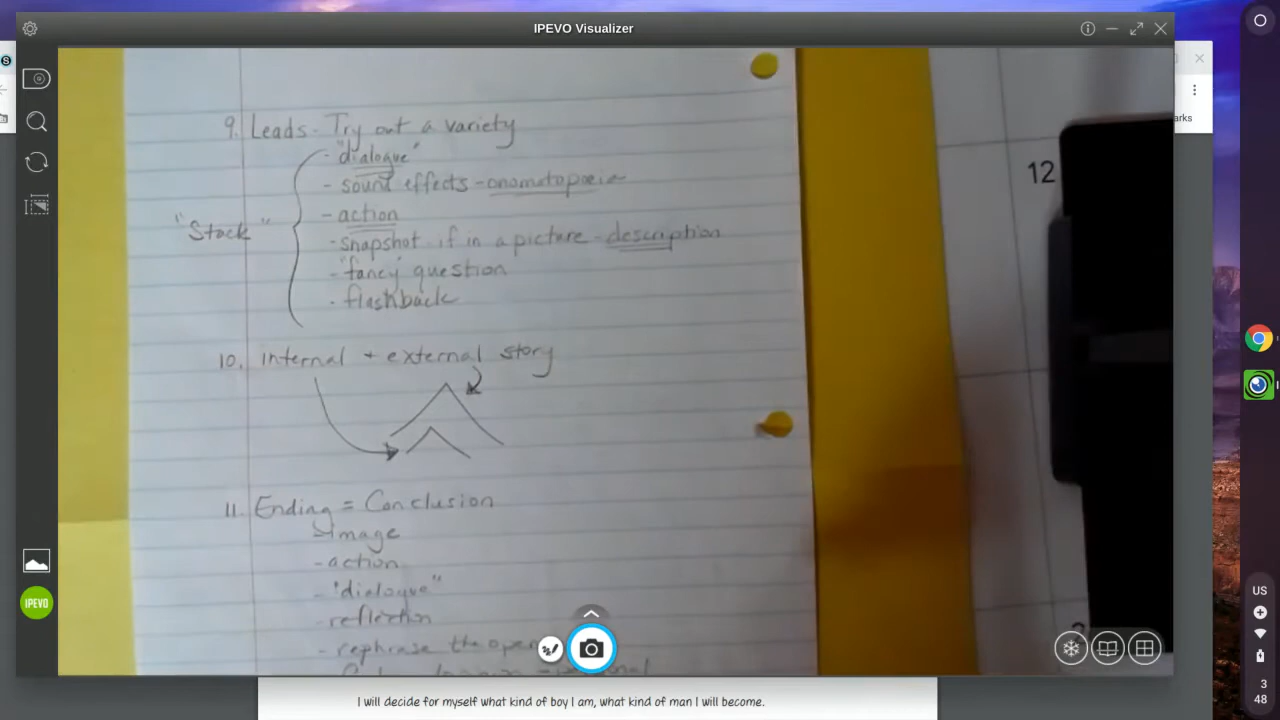 IPEVO Visualizer
9. Leads - Try out a variety
- "dialogue"
- sound effects - onomatopoeia
- action
"Stack"
- snapshot if in a picture - description
- "fancy" question
- flashback
10. internal + external story
11. Ending = Conclusion
- Image
- action
- "dialogue"
- reflection
- rephrase the
12
IPEVO
arks
US
3
48
I will decide for myself what kind of boy I am, what kind of man I will become.